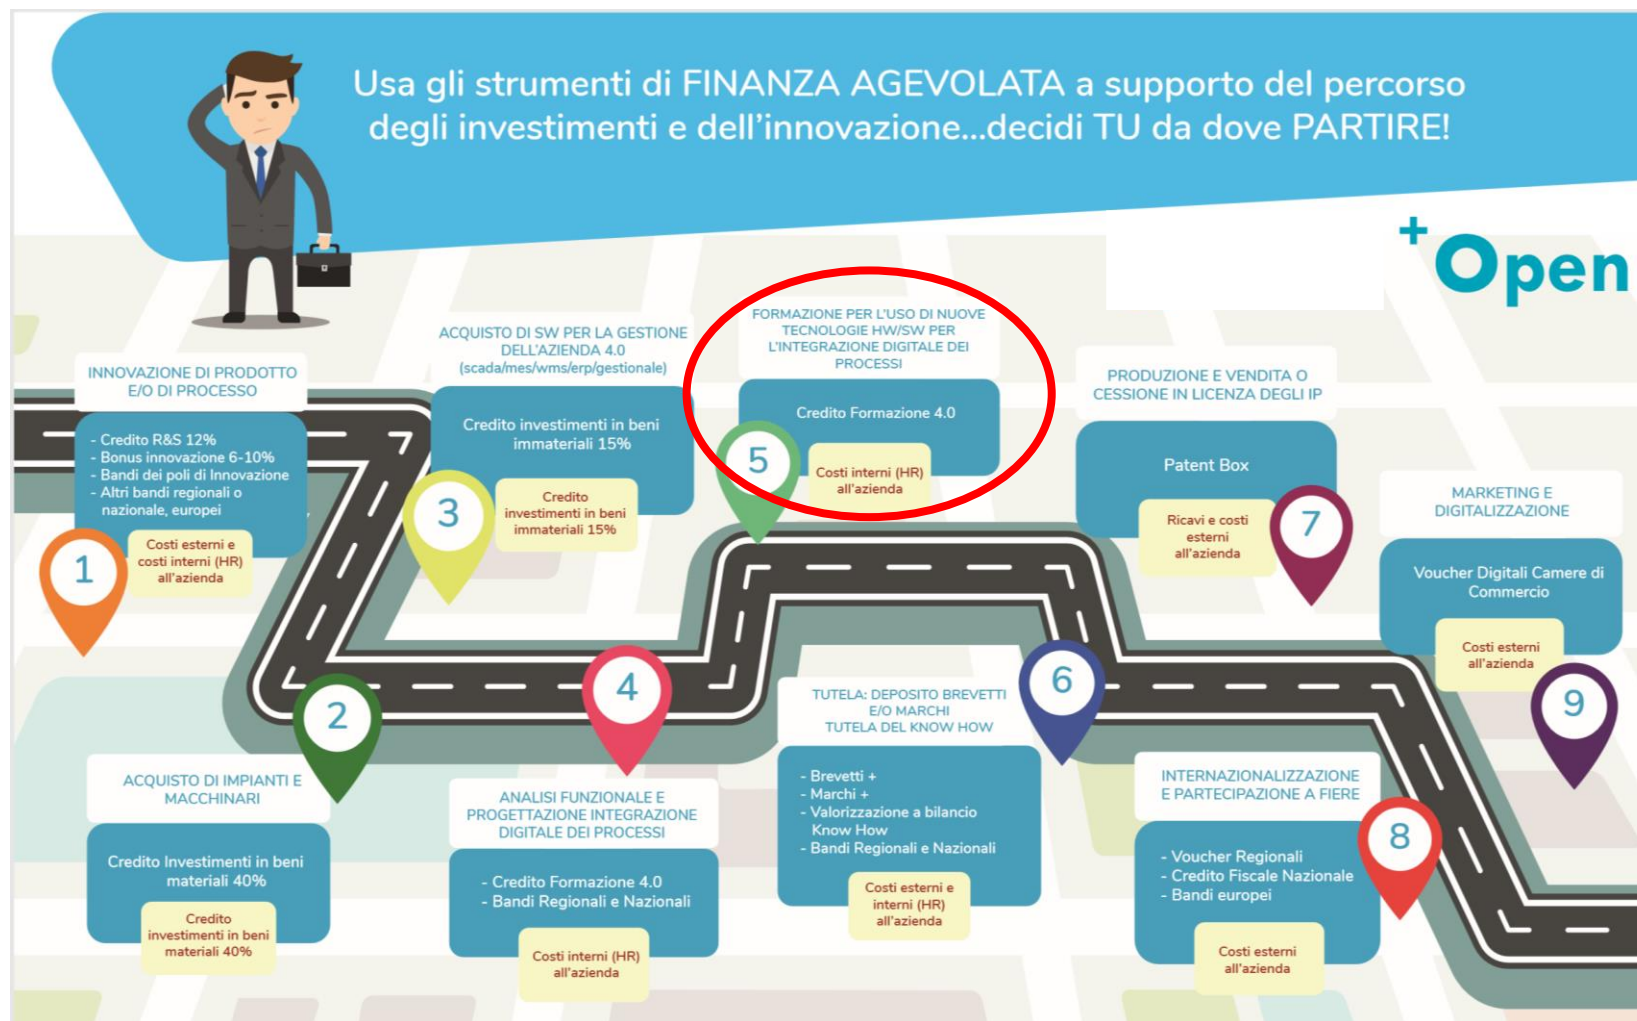 Usa gli strumenti di FINANZA AGEVOLATA a supporto del percorso
degli investimenti e dell'innovazione...decidi TU da dove PARTIRE!
+Open
INNOVAZIONE DI PRODOTTO
E/O DI PROCESSO
- Credito R&S 12%
- Bonus innovazione 6-10%
- Bandi dei poli di Innovazione
- Altri bandi regionali o
nazionale, europei
Costi esterni e
costi interni (HR)
all'azienda
1
ACQUISTO DI IMPIANTI E
MACCHINARI
Credito Investimenti in beni
materiali 40%
Credito
investimenti in beni
materiali 40%
2
ACQUISTO DI SW PER LA GESTIONE
DELL'AZIENDA 4.0
(scada/mes/wms/erp/gestionale)
Credito investimenti in beni
immateriali 15%
Credito
investimenti in beni
immateriali 15%
3
ANALISI FUNZIONALE E
PROGETTAZIONE INTEGRAZIONE
DIGITALE DEI PROCESSI
- Credito Formazione 4.0
- Bandi Regionali e Nazionali
Costi interni (HR)
all'azienda
4
FORMAZIONE PER L'USO DI NUOVE
TECNOLOGIE HW/SW PER
L'INTEGRAZIONE DIGITALE DEI
PROCESSI
Credito Formazione 4.0
Costi interni (HR)
all'azienda
5
TUTELA: DEPOSITO BREVETTI
E/O MARCHI
TUTELA DEL KNOW HOW
- Brevetti +
- Marchi +
- Valorizzazione a bilancio
Know How
- Bandi Regionali e Nazionali
Costi esterni e
interni (HR)
all'azienda
6
PRODUZIONE E VENDITA O
CESSIONE IN LICENZA DEGLI IP
Patent Box
Ricavi e costi
esterni
all'azienda
7
INTERNAZIONALIZZAZIONE
E PARTECIPAZIONE A FIERE
- Voucher Regionali
- Credito Fiscale Nazionale
- Bandi europei
Costi esterni
all'azienda
8
MARKETING E
DIGITALIZZAZIONE
Voucher Digitali Camere di
Commercio
Costi esterni
all'azienda
9